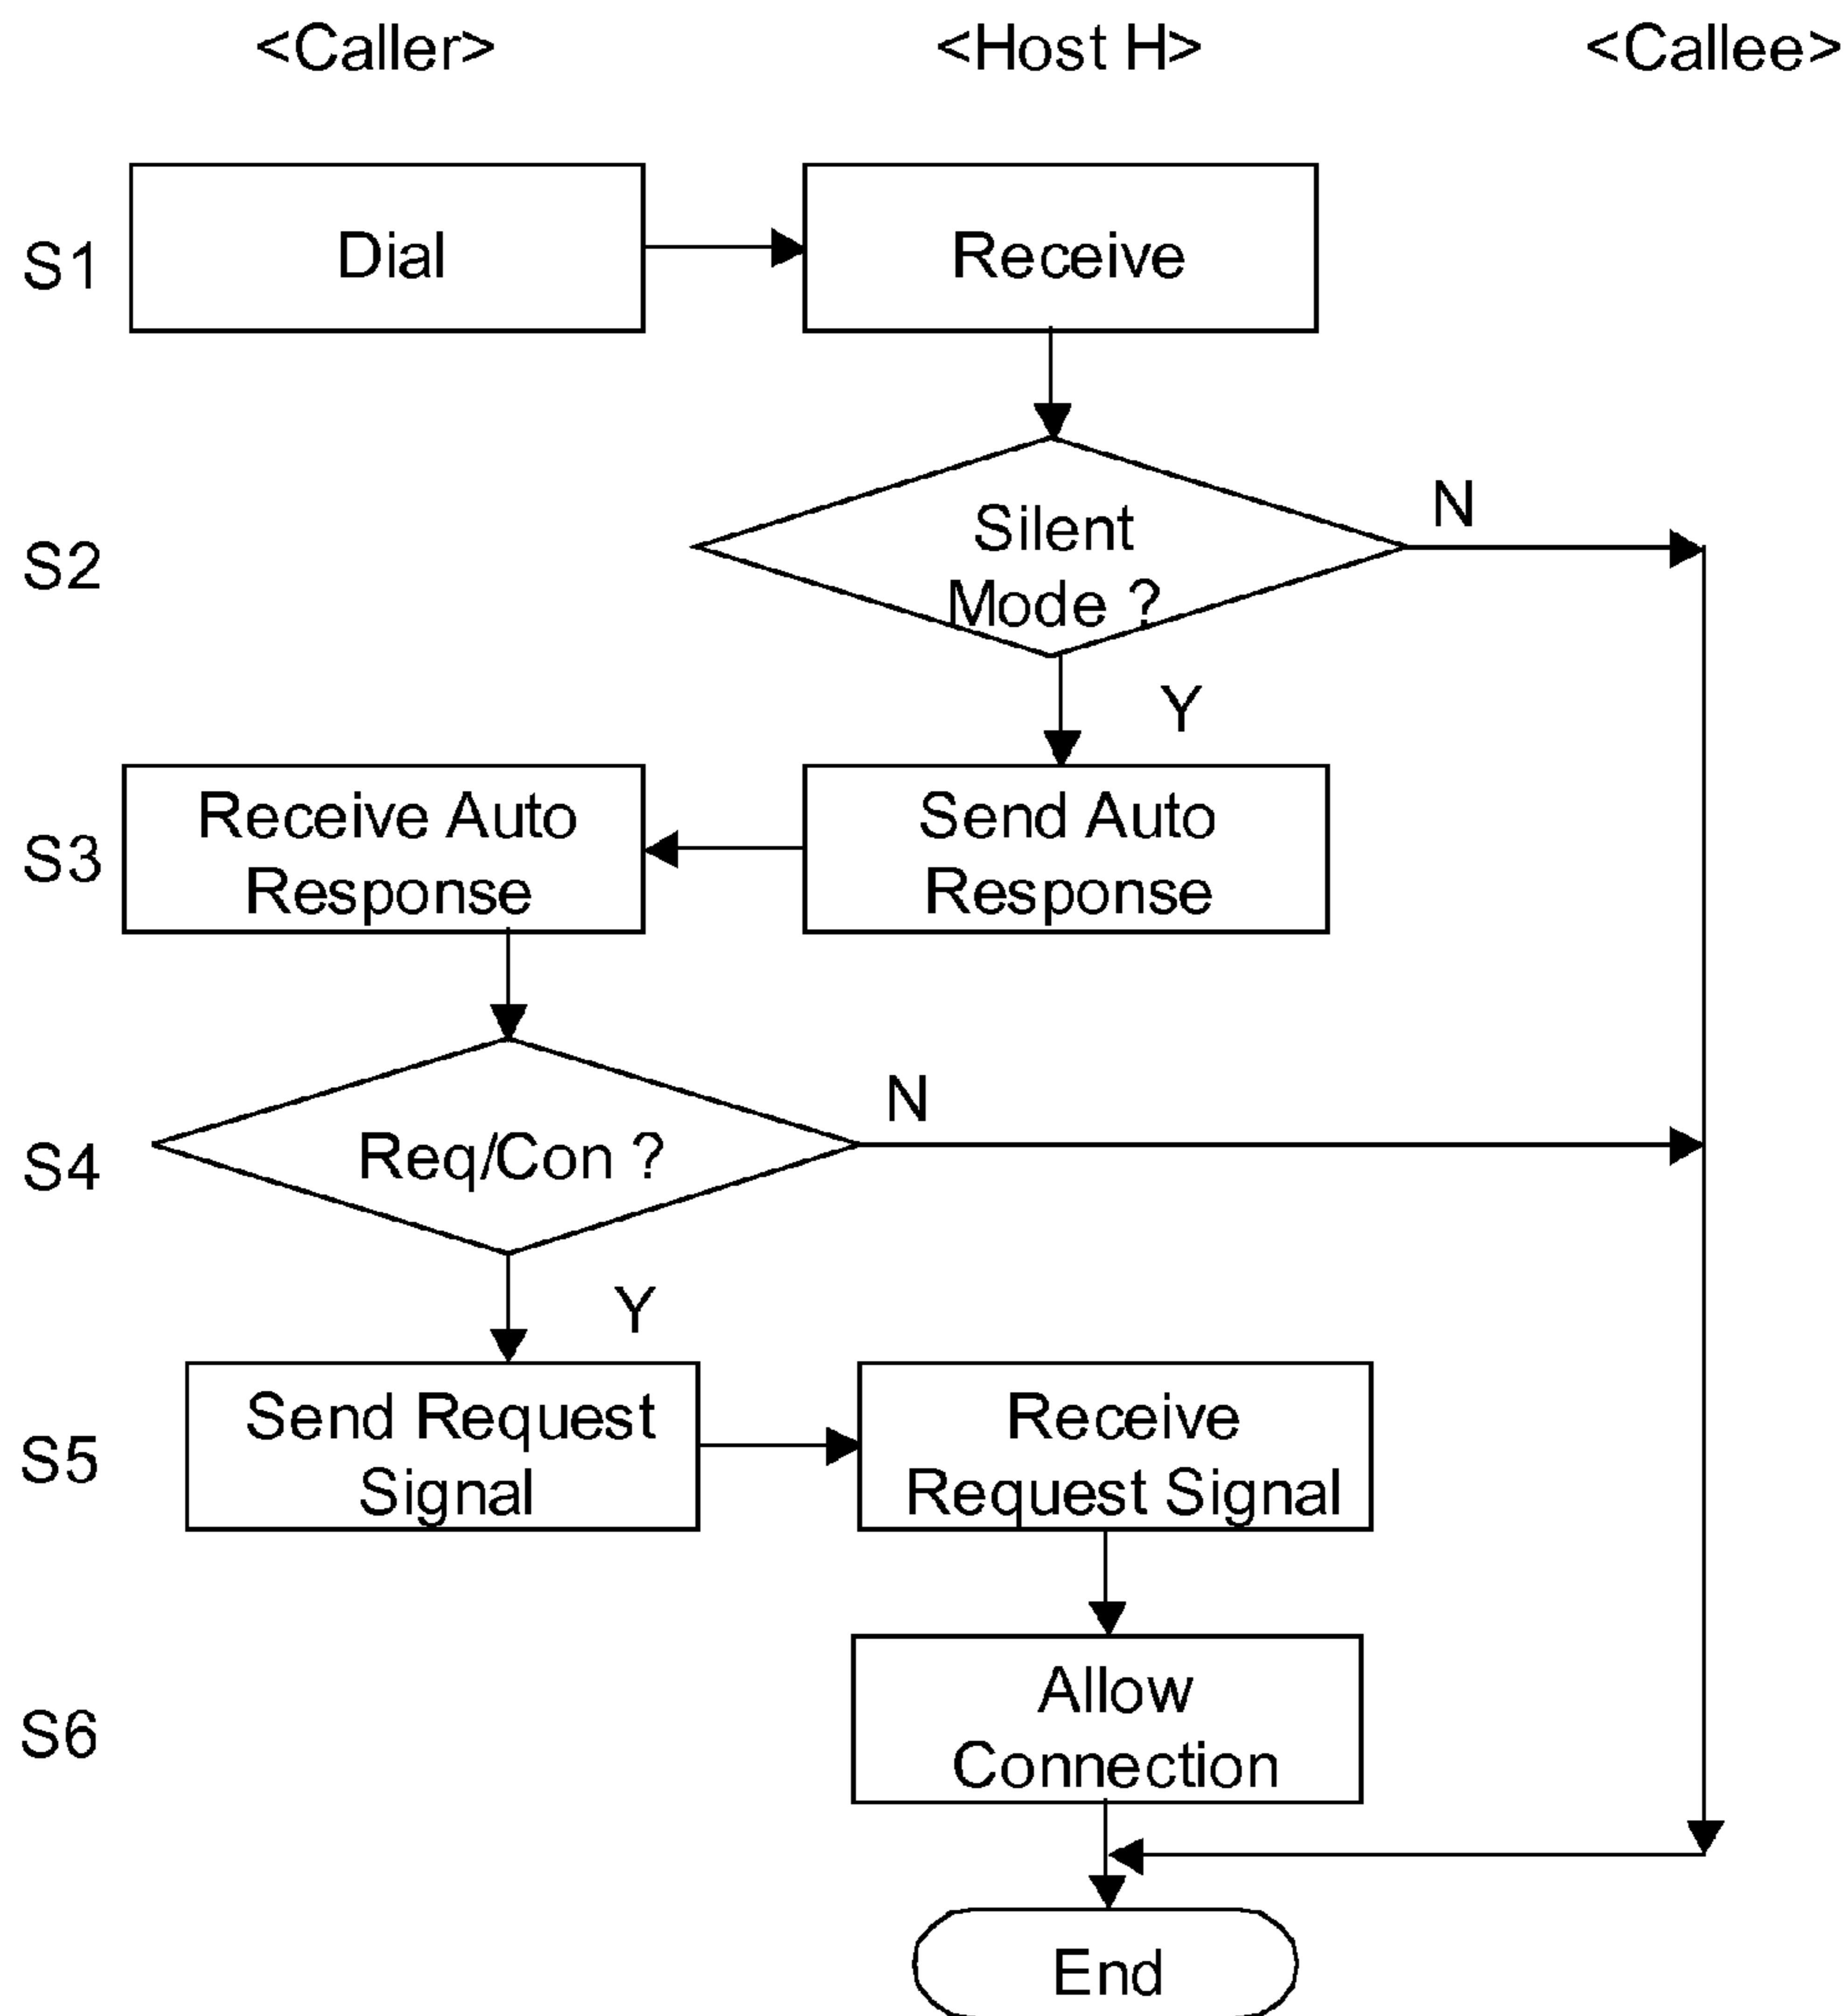 <Caller> <Host H> <Callee>
S1 Dial Receive
S2
Silent
Mode ?
N
Y
S3
Receive Auto
Response
Send Auto
Response
S4 Req/Con ?
N
Y
S5
Send Request
Signal
Receive
Request Signal
S6
Allow
Connection
End